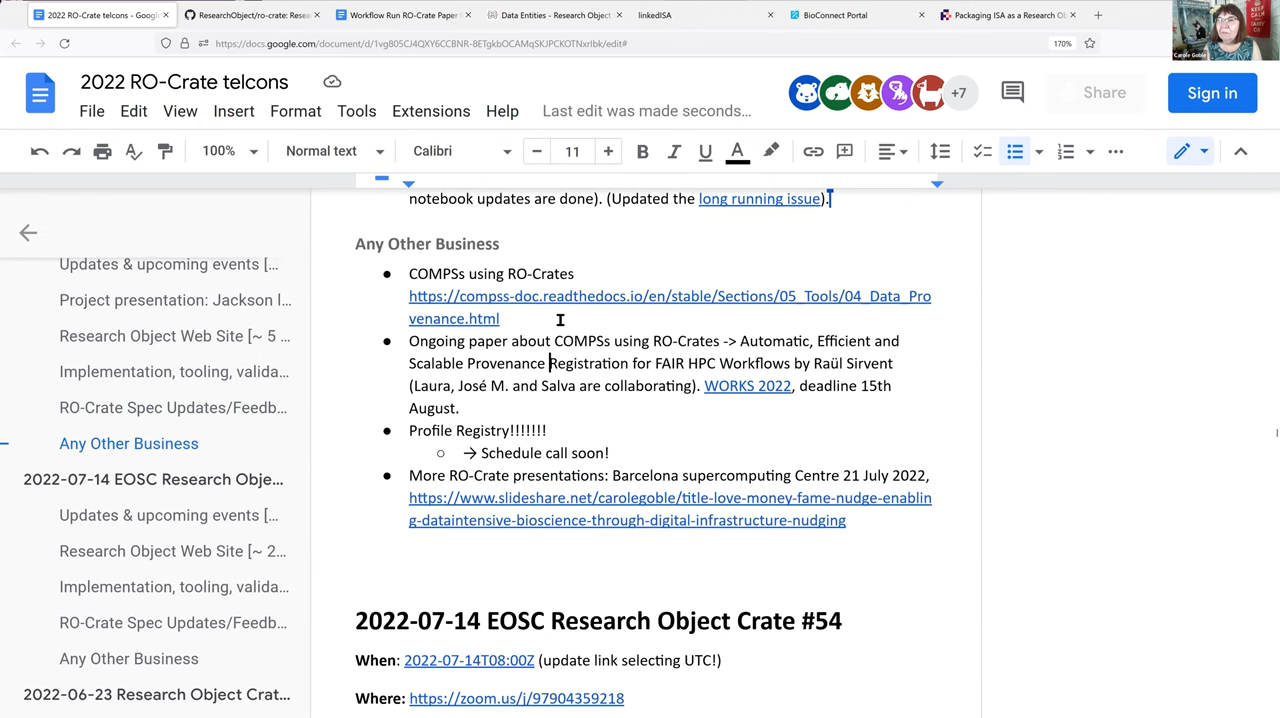 2022 RO-Crate telcons - Google
ResearchObject/ro-crate: Resea
Workflow Run RO-Crate Paper
Data Entities - Research Object
linkedISA
BioConnect Portal
Packaging ISA as a Research Ob
170%
2022 RO-Crate telcons
File Edit View Insert Format Tools Extensions Help Last edit was made seconds...
+7
Share
Sign in
100% Normal text Calibri 11
Carole Goble
notebook updates are done). (Updated the long running issue).
Any Other Business
COMPSs using RO-Crates
https://compss-doc.readthedocs.io/en/stable/Sections/05_Tools/04_Data_Pro
venance.html
Ongoing paper about COMPSs using RO-Crates -> Automatic, Efficient and
Scalable Provenance Registration for FAIR HPC Workflows by Raül Sirvent
(Laura, José M. and Salva are collaborating). WORKS 2022, deadline 15th
August.
Profile Registry!!!!!!!
→ Schedule call soon!
More RO-Crate presentations: Barcelona supercomputing Centre 21 July 2022,
https://www.slideshare.net/carolegoble/title-love-money-fame-nudge-enablin
g-dataintensive-bioscience-through-digital-infrastructure-nudging
2022-07-14 EOSC Research Object Crate #54
When: 2022-07-14T08:00Z (update link selecting UTC!)
Where: https://zoom.us/j/97904359218
Updates & upcoming events [...
Project presentation: Jackson l...
Research Object Web Site [~ 5 ...
Implementation, tooling, valida...
RO-Crate Spec Updates/Feedb...
Any Other Business
2022-07-14 EOSC Research Obje...
Updates & upcoming events [...
Research Object Web Site [~ 2...
Implementation, tooling, valida...
RO-Crate Spec Updates/Feedb...
Any Other Business
2022-06-23 Research Object Crat...